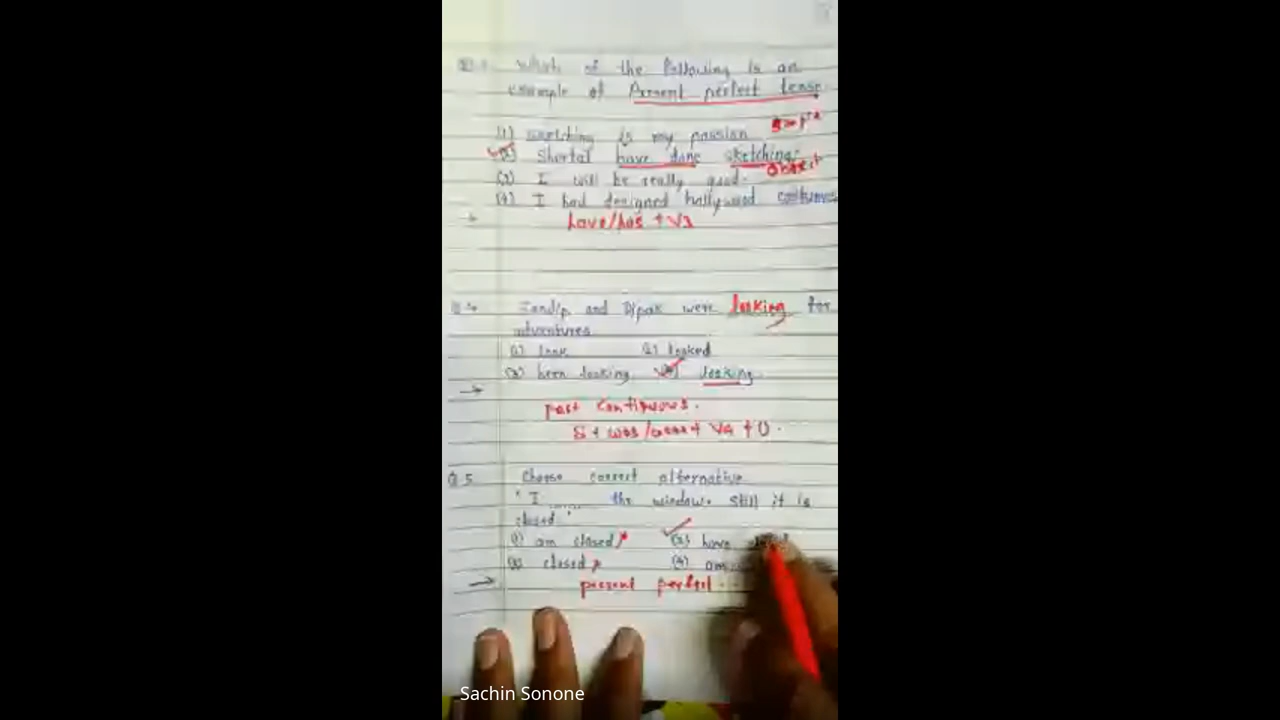 Which of the following is an
example of Present perfect tense.
(1) sketching is my passion
(2) have done sketching.
(3) I will be really good.
(4) I had designed hollywood costumes
have/has + V3
and were looking for
adventures
(1) look (2) looked
(3) been looking (4) looking.
past continuous.
S + was / were + V4 + O.
Q 5 Choose correct alternative
" I ...... the window. still it is
closed "
(1) am closed (2) have
(3) closed (4) am
present perfect
Sachin Sonone